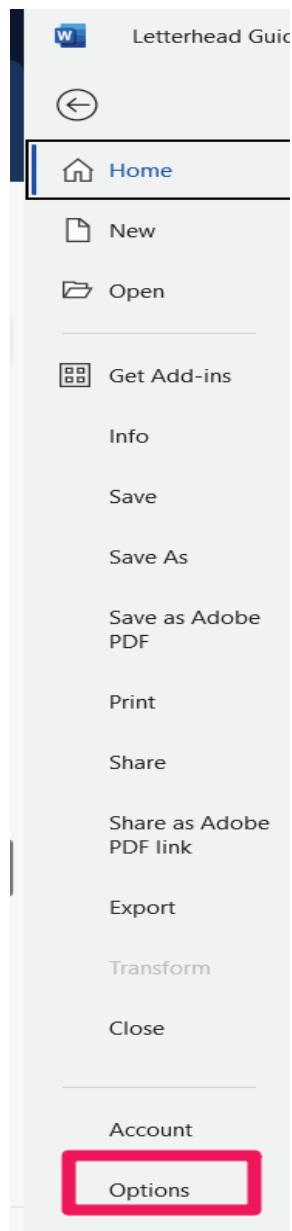 W Letterhead Guid
Home
New
Open
Get Add-ins
Info
Save
Save As
Save as Adobe
PDF
Print
Share
Share as Adobe
PDF link
Export
Transform
Close
Account
Options